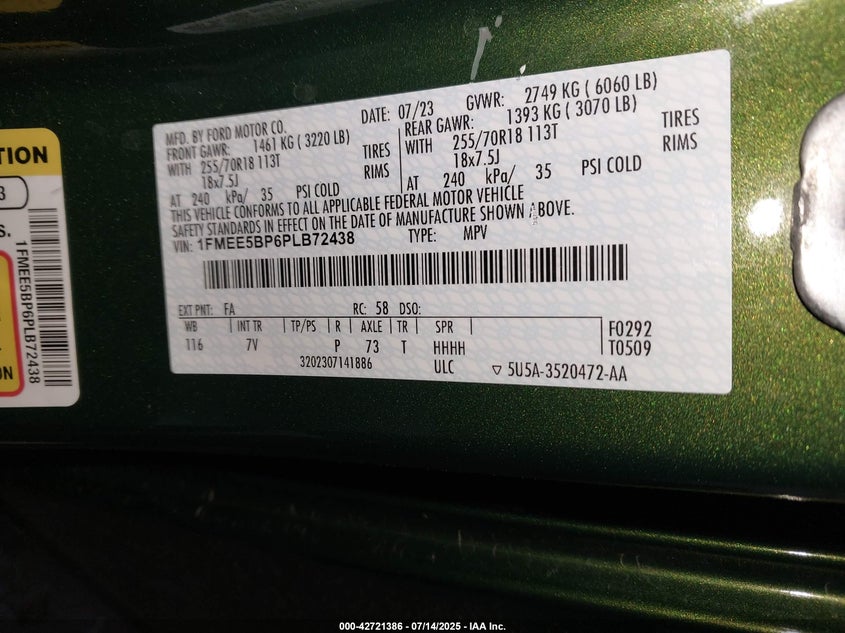 TION
3
S.
1FMEE5BP6PLB72438
ON
MFD. BY FORD MOTOR CO.
DATE: 07/23 GVWR: 2749 KG ( 6060 LB)
FRONT GAWR: 1461 KG ( 3220 LB)
WITH 255/70R18 113T TIRES
18x7.5J RIMS
AT 240 kPa/ 35 PSI COLD
REAR GAWR: 1393 KG ( 3070 LB)
WITH 255/70R18 113T TIRES
18x7.5J RIMS
AT 240 kPa/ 35 PSI COLD
THIS VEHICLE CONFORMS TO ALL APPLICABLE FEDERAL MOTOR VEHICLE
SAFETY STANDARDS IN EFFECT ON THE DATE OF MANUFACTURE SHOWN ABOVE.
VIN: 1FMEE5BP6PLB72438 TYPE: MPV
EXT PNT: FA RC: 58 DSO:
WB INT TR TP/PS R AXLE TR SPR
116 7V P 73 T HHHH
F0292
T0509
3202307141886 ULC
▽ 5U5A-3520472-AA
000-42721386 - 07/14/2025 - IAA Inc.